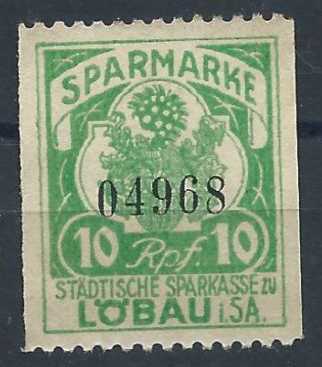 SPARMARKE
04968
10 Rpf. 10
STÄDTISCHE SPARKASSE ZU
LÖBAU i. SA.